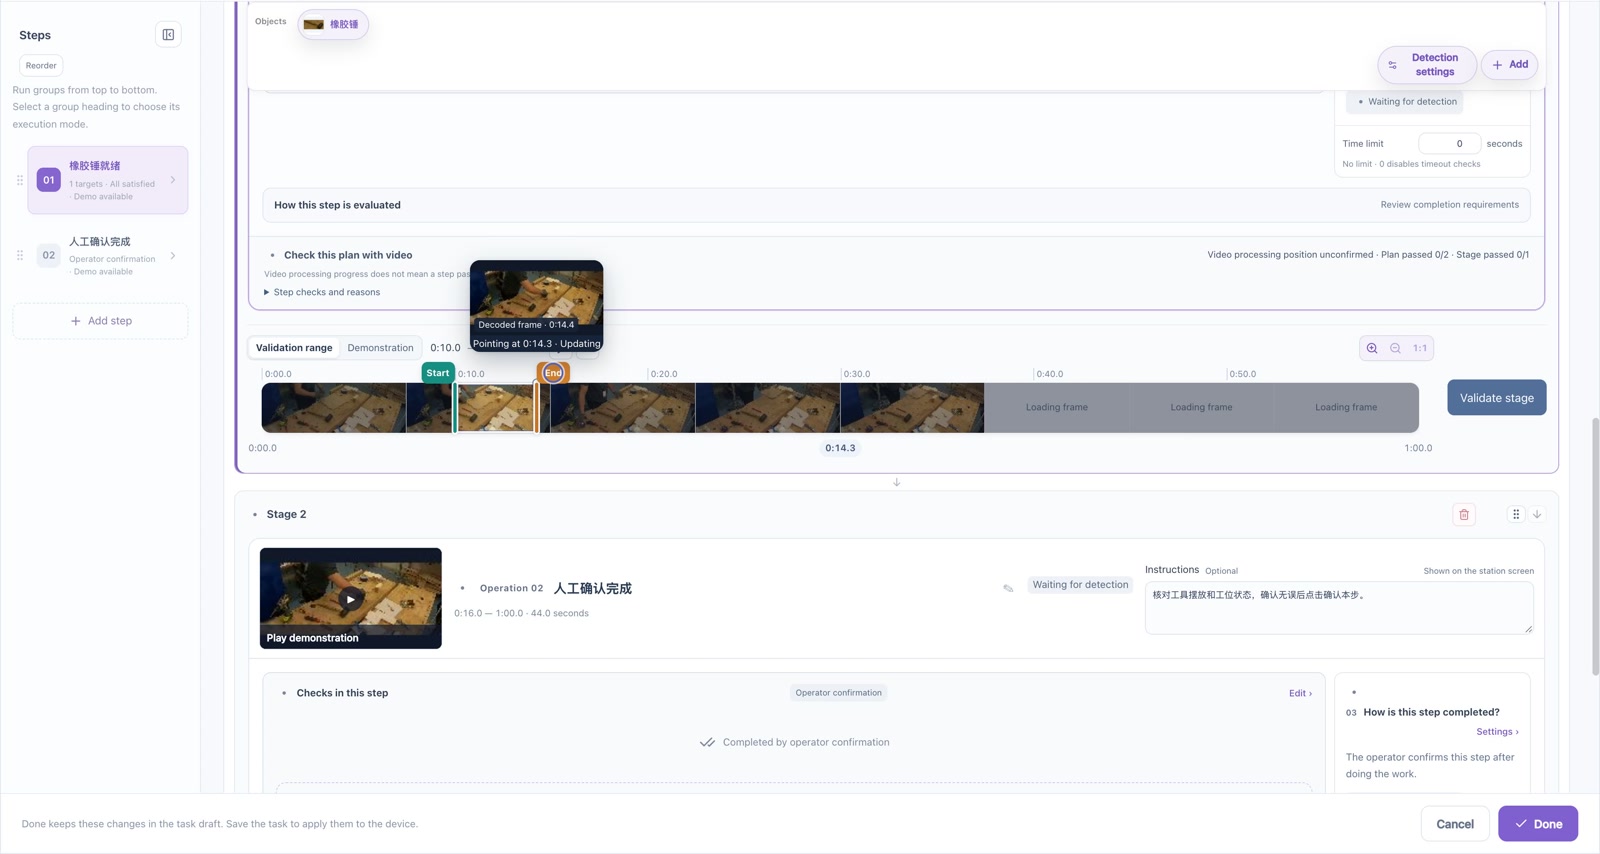 Steps
Reorder
Run groups from top to bottom.
Select a group heading to choose its
execution mode.
01
橡胶锤就绪
1 targets · All satisfied
· Demo available
02
人工确认完成
Operator confirmation
· Demo available
+ Add step
Objects
橡胶锤
Detection
settings
+ Add
• Waiting for detection
Time limit
0
seconds
No limit · 0 disables timeout checks
How this step is evaluated
Review completion requirements
• Check this plan with video
Video processing position unconfirmed · Plan passed 0/2 · Stage passed 0/1
Video processing progress does not mean a step pas
▶ Step checks and reasons
Decoded frame · 0:14.4
Pointing at 0:14.3 · Updating
Validation range
Demonstration
0:10.0
1:1
Start
End
0:00.0
0:10.0
0:20.0
0:30.0
0:40.0
0:50.0
Loading frame
Loading frame
Loading frame
Validate stage
0:00.0
0:14.3
1:00.0
• Stage 2
Play demonstration
• Operation 02
人工确认完成
0:16.0 — 1:00.0 · 44.0 seconds
Waiting for detection
Instructions
Optional
Shown on the station screen
核对工具摆放和工位状态，确认无误后点击确认本步。
• Checks in this step
Operator confirmation
Edit ›
Completed by operator confirmation
03
How is this step completed?
Settings ›
The operator confirms this step after
doing the work.
Done keeps these changes in the task draft. Save the task to apply them to the device.
Cancel
Done